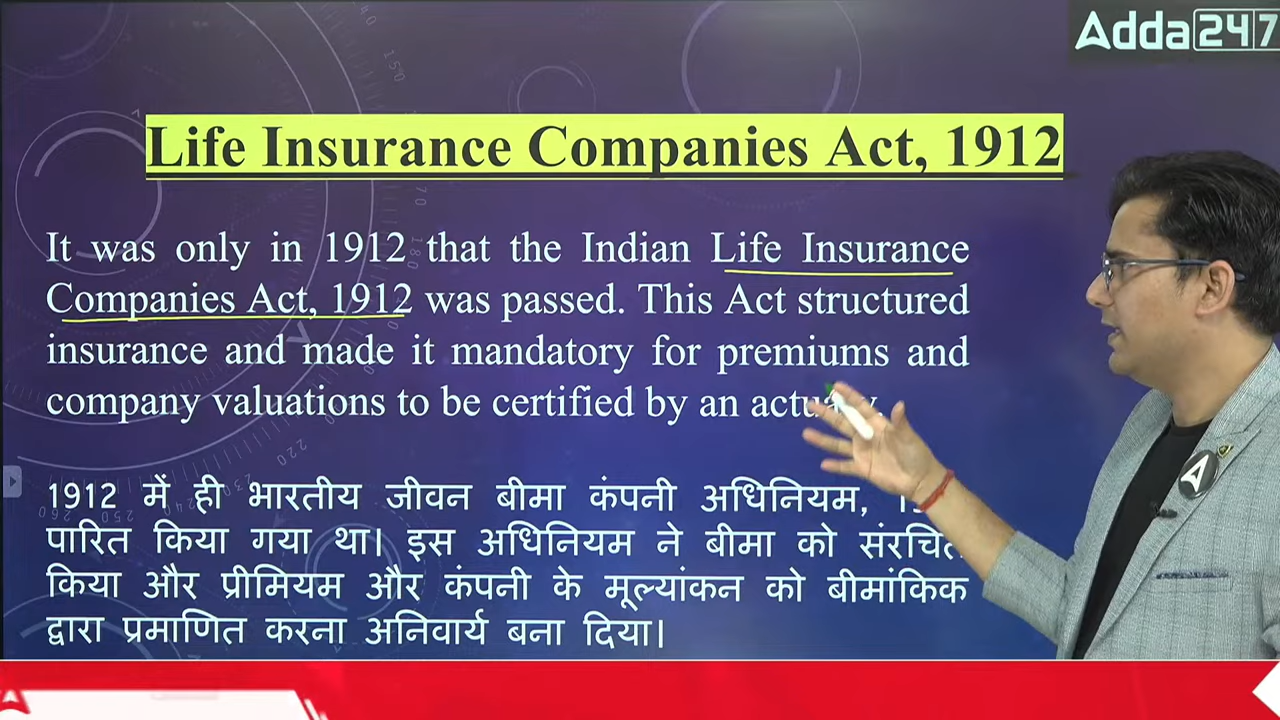 Adda247
Life Insurance Companies Act, 1912
It was only in 1912 that the Indian Life Insurance
Companies Act, 1912 was passed. This Act structured
insurance and made it mandatory for premiums and
company valuations to be certified by an
1912 में ही भारतीय जीवन बीमा कंपनी अधिनियम,
पारित किया गया था। इस अधिनियम ने बीमा को
किया और प्रीमियम और कंपनी के मूल्यांकन को बीमांकिक
द्वारा प्रमाणित करना अनिवार्य बना दिया।